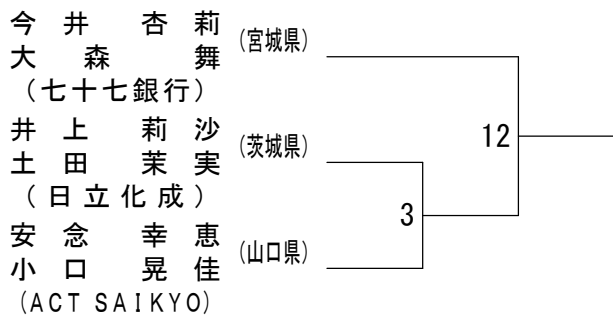 今井 杏莉
大森 舞
(宮城県)
(七十七銀行)
12
井上 莉沙
土田 茉実
(茨城県)
(日立化成)
3
安念 幸恵
小口 晃佳
(山口県)
(ACT SAIKYO)